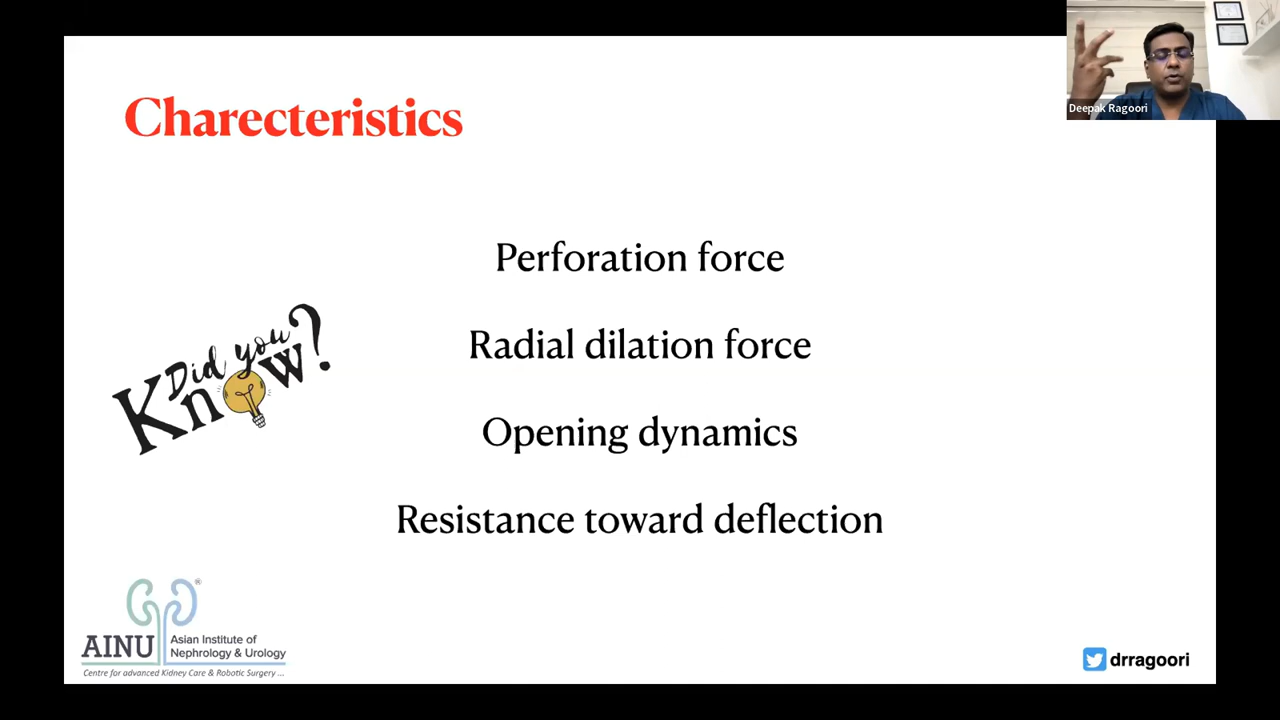 Deepak Ragoori
Charecteristics
Perforation force
Radial dilation force
Did you
Know?
Opening dynamics
Resistance toward deflection
®
AINU
Asian Institute of
Nephrology & Urology
Centre for advanced Kidney Care & Robotic Surgery ...
drragoori